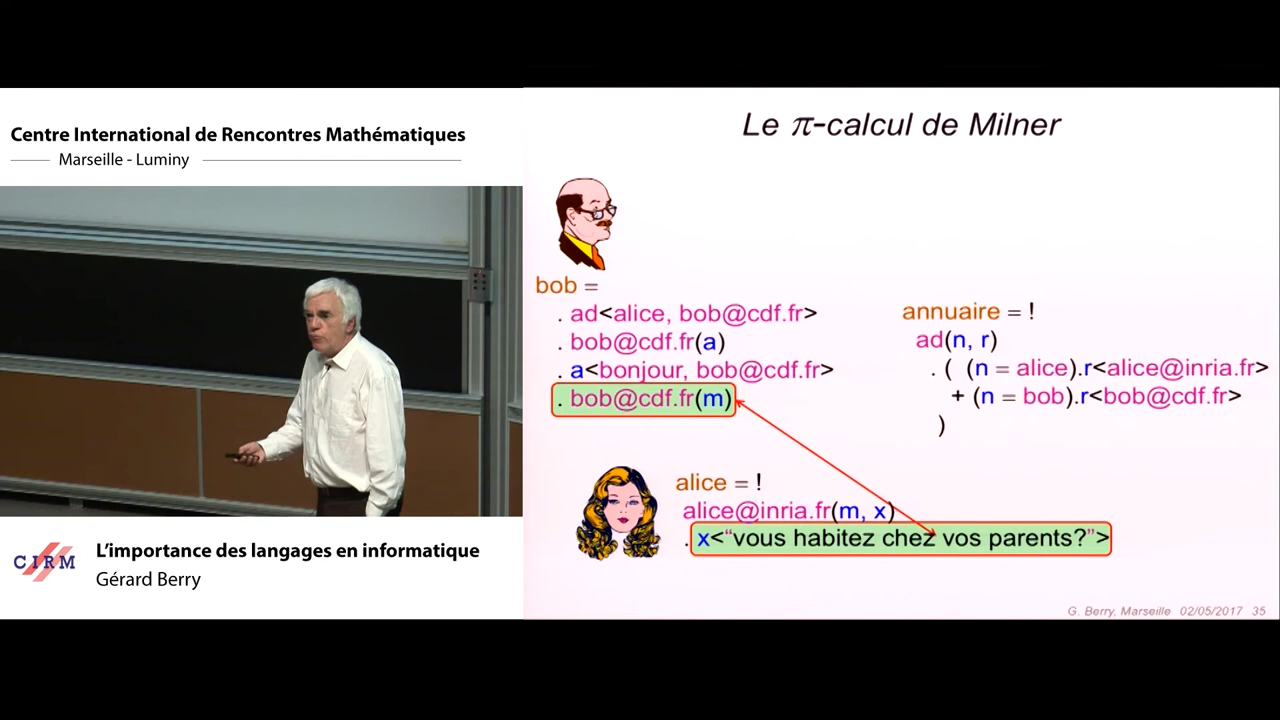 Centre International de Rencontres Mathématiques
Marseille - Luminy
Le π-calcul de Milner
bob =
. ad<alice, bob@cdf.fr>
. bob@cdf.fr(a)
. a<bonjour, bob@cdf.fr>
. bob@cdf.fr(m)
annuaire = !
ad(n, r)
. ( (n = alice).r<alice@inria.fr>
+ (n = bob).r<bob@cdf.fr>
)
alice = !
alice@inria.fr(m, x)
. x<“vous habitez chez vos parents?”>
CIRM
L’importance des langages en informatique
Gérard Berry
G. Berry, Marseille 02/05/2017 35